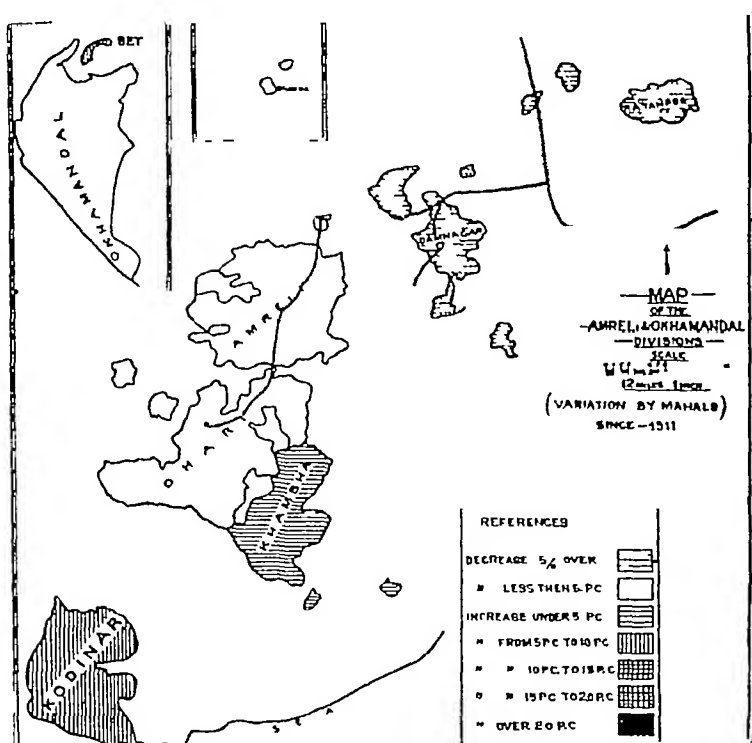 BET
OKHAMANDAL
AMRELI
DAMNAGAR
RATANPUR
DHARI
KHAMBHA
KODINAR
SEA
MAP
OF THE
AMRELI & OKHAMANDAL
DIVISIONS
SCALE
12 MILES 1 INCH
(VARIATION BY MAHALS)
SINCE - 1911
REFERENCES
DECREASE 5% OVER
" LESS THEN 5 PC
INCREASE UNDER 5 PC
" FROM 5 PC TO 10 PC
" " 10 PC TO 15 PC
" " 15 PC TO 20 PC
" OVER 20 P.C